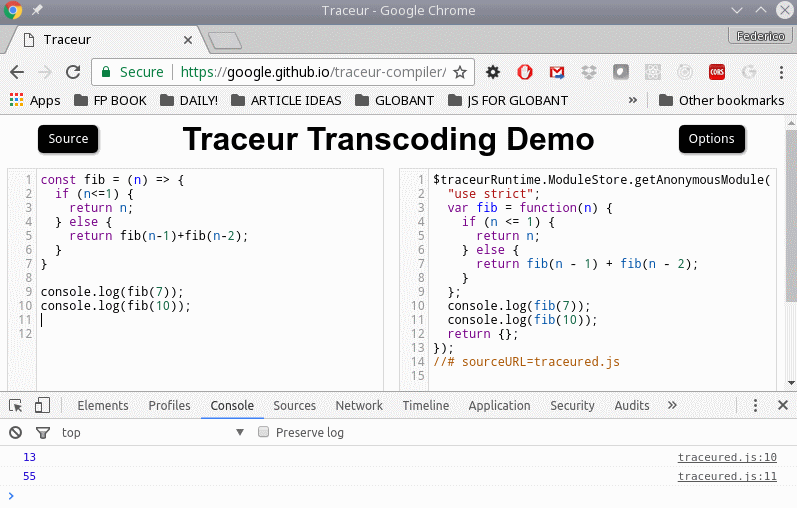 Traceur - Google Chrome
Traceur
Federico
Secure https://google.github.io/traceur-compiler/
CORS
G
Apps FP BOOK DAILY! ARTICLE IDEAS GLOBANT JS FOR GLOBANT » Other bookmarks
Source
Traceur Transcoding Demo
Options
1 const fib = (n) => {
2 if (n<=1) {
3 return n;
4 } else {
5 return fib(n-1)+fib(n-2);
6 }
7 }
8
9 console.log(fib(7));
10 console.log(fib(10));
11
12
1 $traceurRuntime.ModuleStore.getAnonymousModule(
2 "use strict";
3 var fib = function(n) {
4 if (n <= 1) {
5 return n;
6 } else {
7 return fib(n - 1) + fib(n - 2);
8 }
9 };
10 console.log(fib(7));
11 console.log(fib(10));
12 return {};
13 });
14 //# sourceURL=traceured.js
15
Elements Profiles Console Sources Network Timeline Application Security Audits »
top Preserve log
13 traceured.js:10
55 traceured.js:11
>